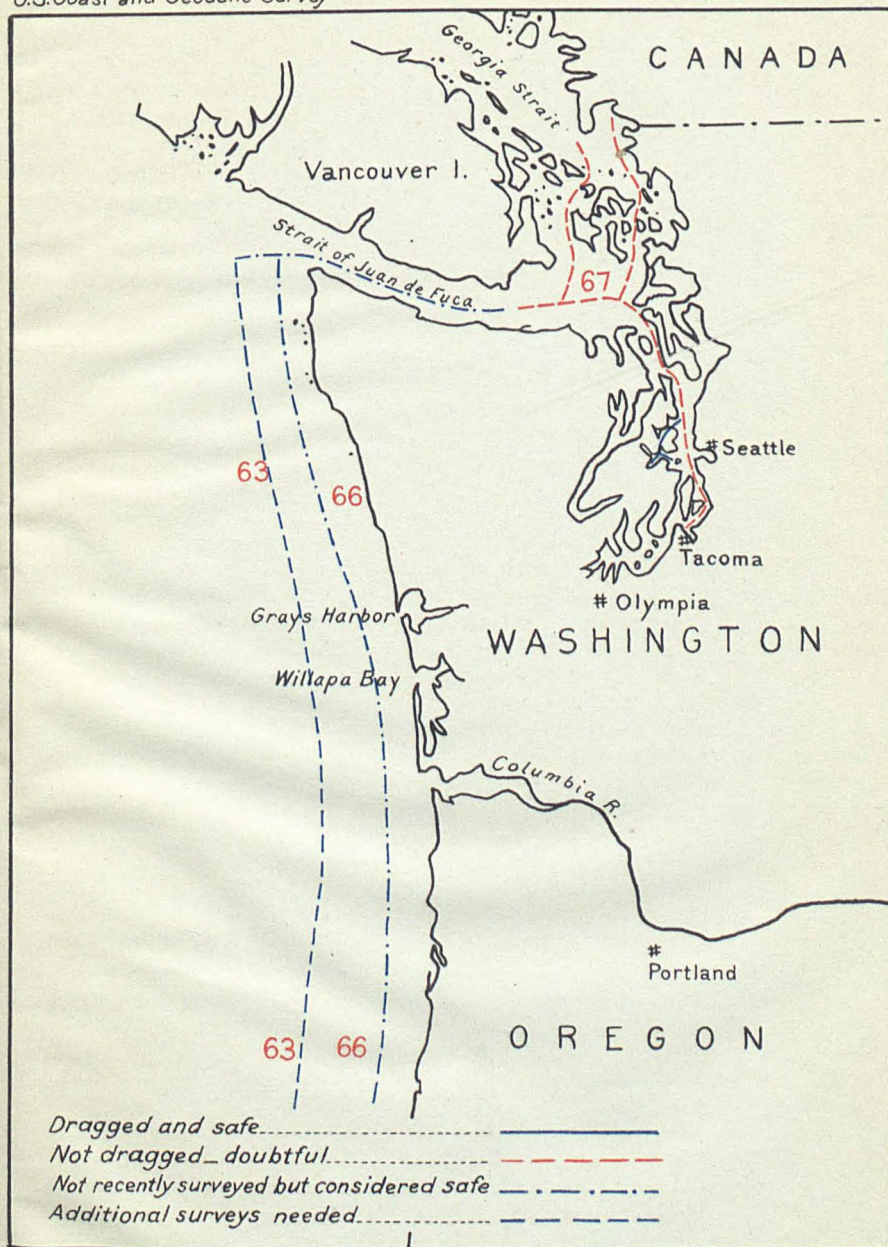 U.S. Coast and Geodetic Survey
CANADA
Georgia Strait
Vancouver I.
Strait of Juan de Fuca
67
63
66
# Seattle
#
Tacoma
# Olympia
Grays Harbor
WASHINGTON
Willapa Bay
Columbia R.
#
Portland
63
66
OREGON
Dragged and safe
Not dragged_doubtful
Not recently surveyed but considered safe
Additional surveys needed